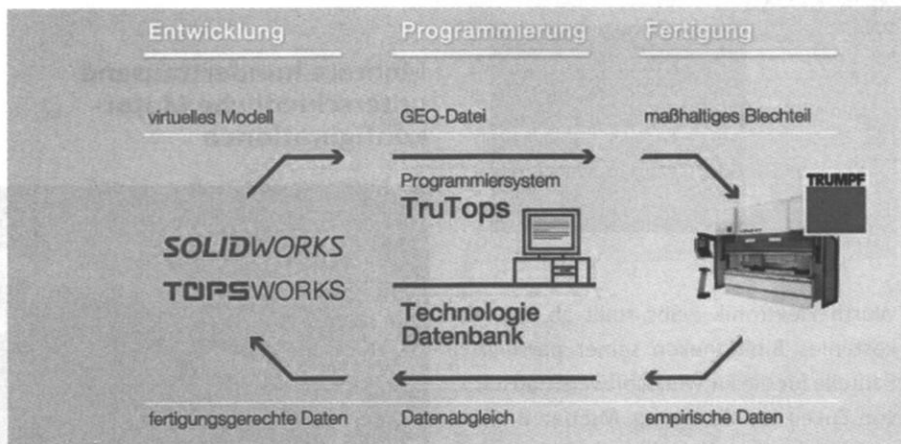 Entwicklung
Programmierung
Fertigung
virtuelles Modell
GEO-Datei
maßhaltiges Blechteil
Programmiersystem
TruTops
TRUMPF
SOLIDWORKS
TOPSWORKS
Technologie
Datenbank
fertigungsgerechte Daten
Datenabgleich
empirische Daten